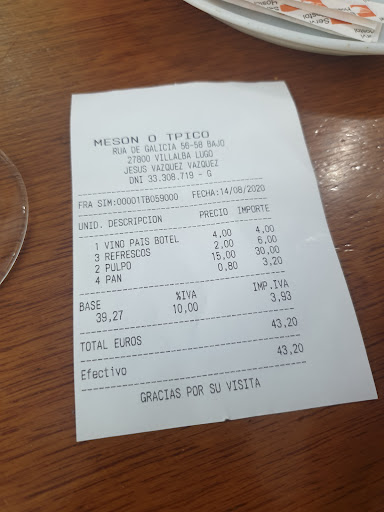 MESON O TPICO
RUA DE GALICIA 56-58 BAJO
27800 VILLALBA LUGO
JESUS VAZQUEZ VAZQUEZ
DNI 33.308.719 - G
FRA SIM:00001TB059000 FECHA:14/08/2020
UNID. DESCRIPCION PRECIO IMPORTE
1 VINO PAIS BOTEL 4,00 4,00
3 REFRESCOS 2,00 6,00
2 PULPO 15,00 30,00
4 PAN 0,80 3,20
BASE %IVA IMP.IVA
39,27 10,00 3,93
TOTAL EUROS 43,20
Efectivo 43,20
GRACIAS POR SU VISITA